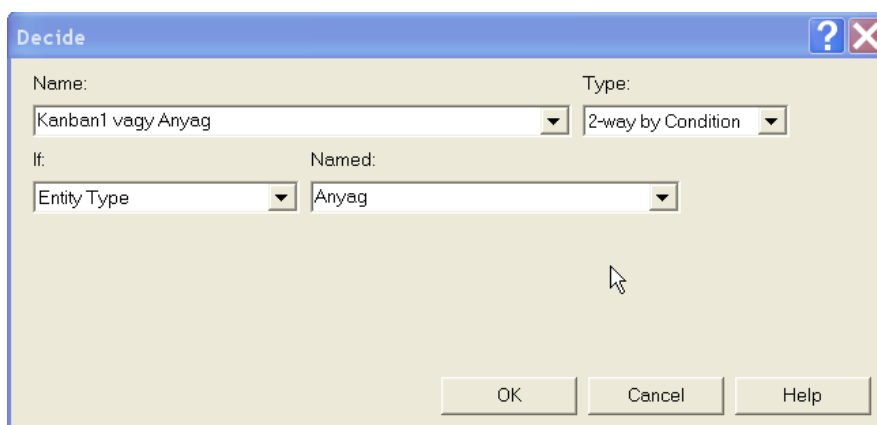 Decide
Name: Type:
Kanban1 vagy Anyag 2-way by Condition
If: Named:
Entity Type Anyag
OK Cancel Help